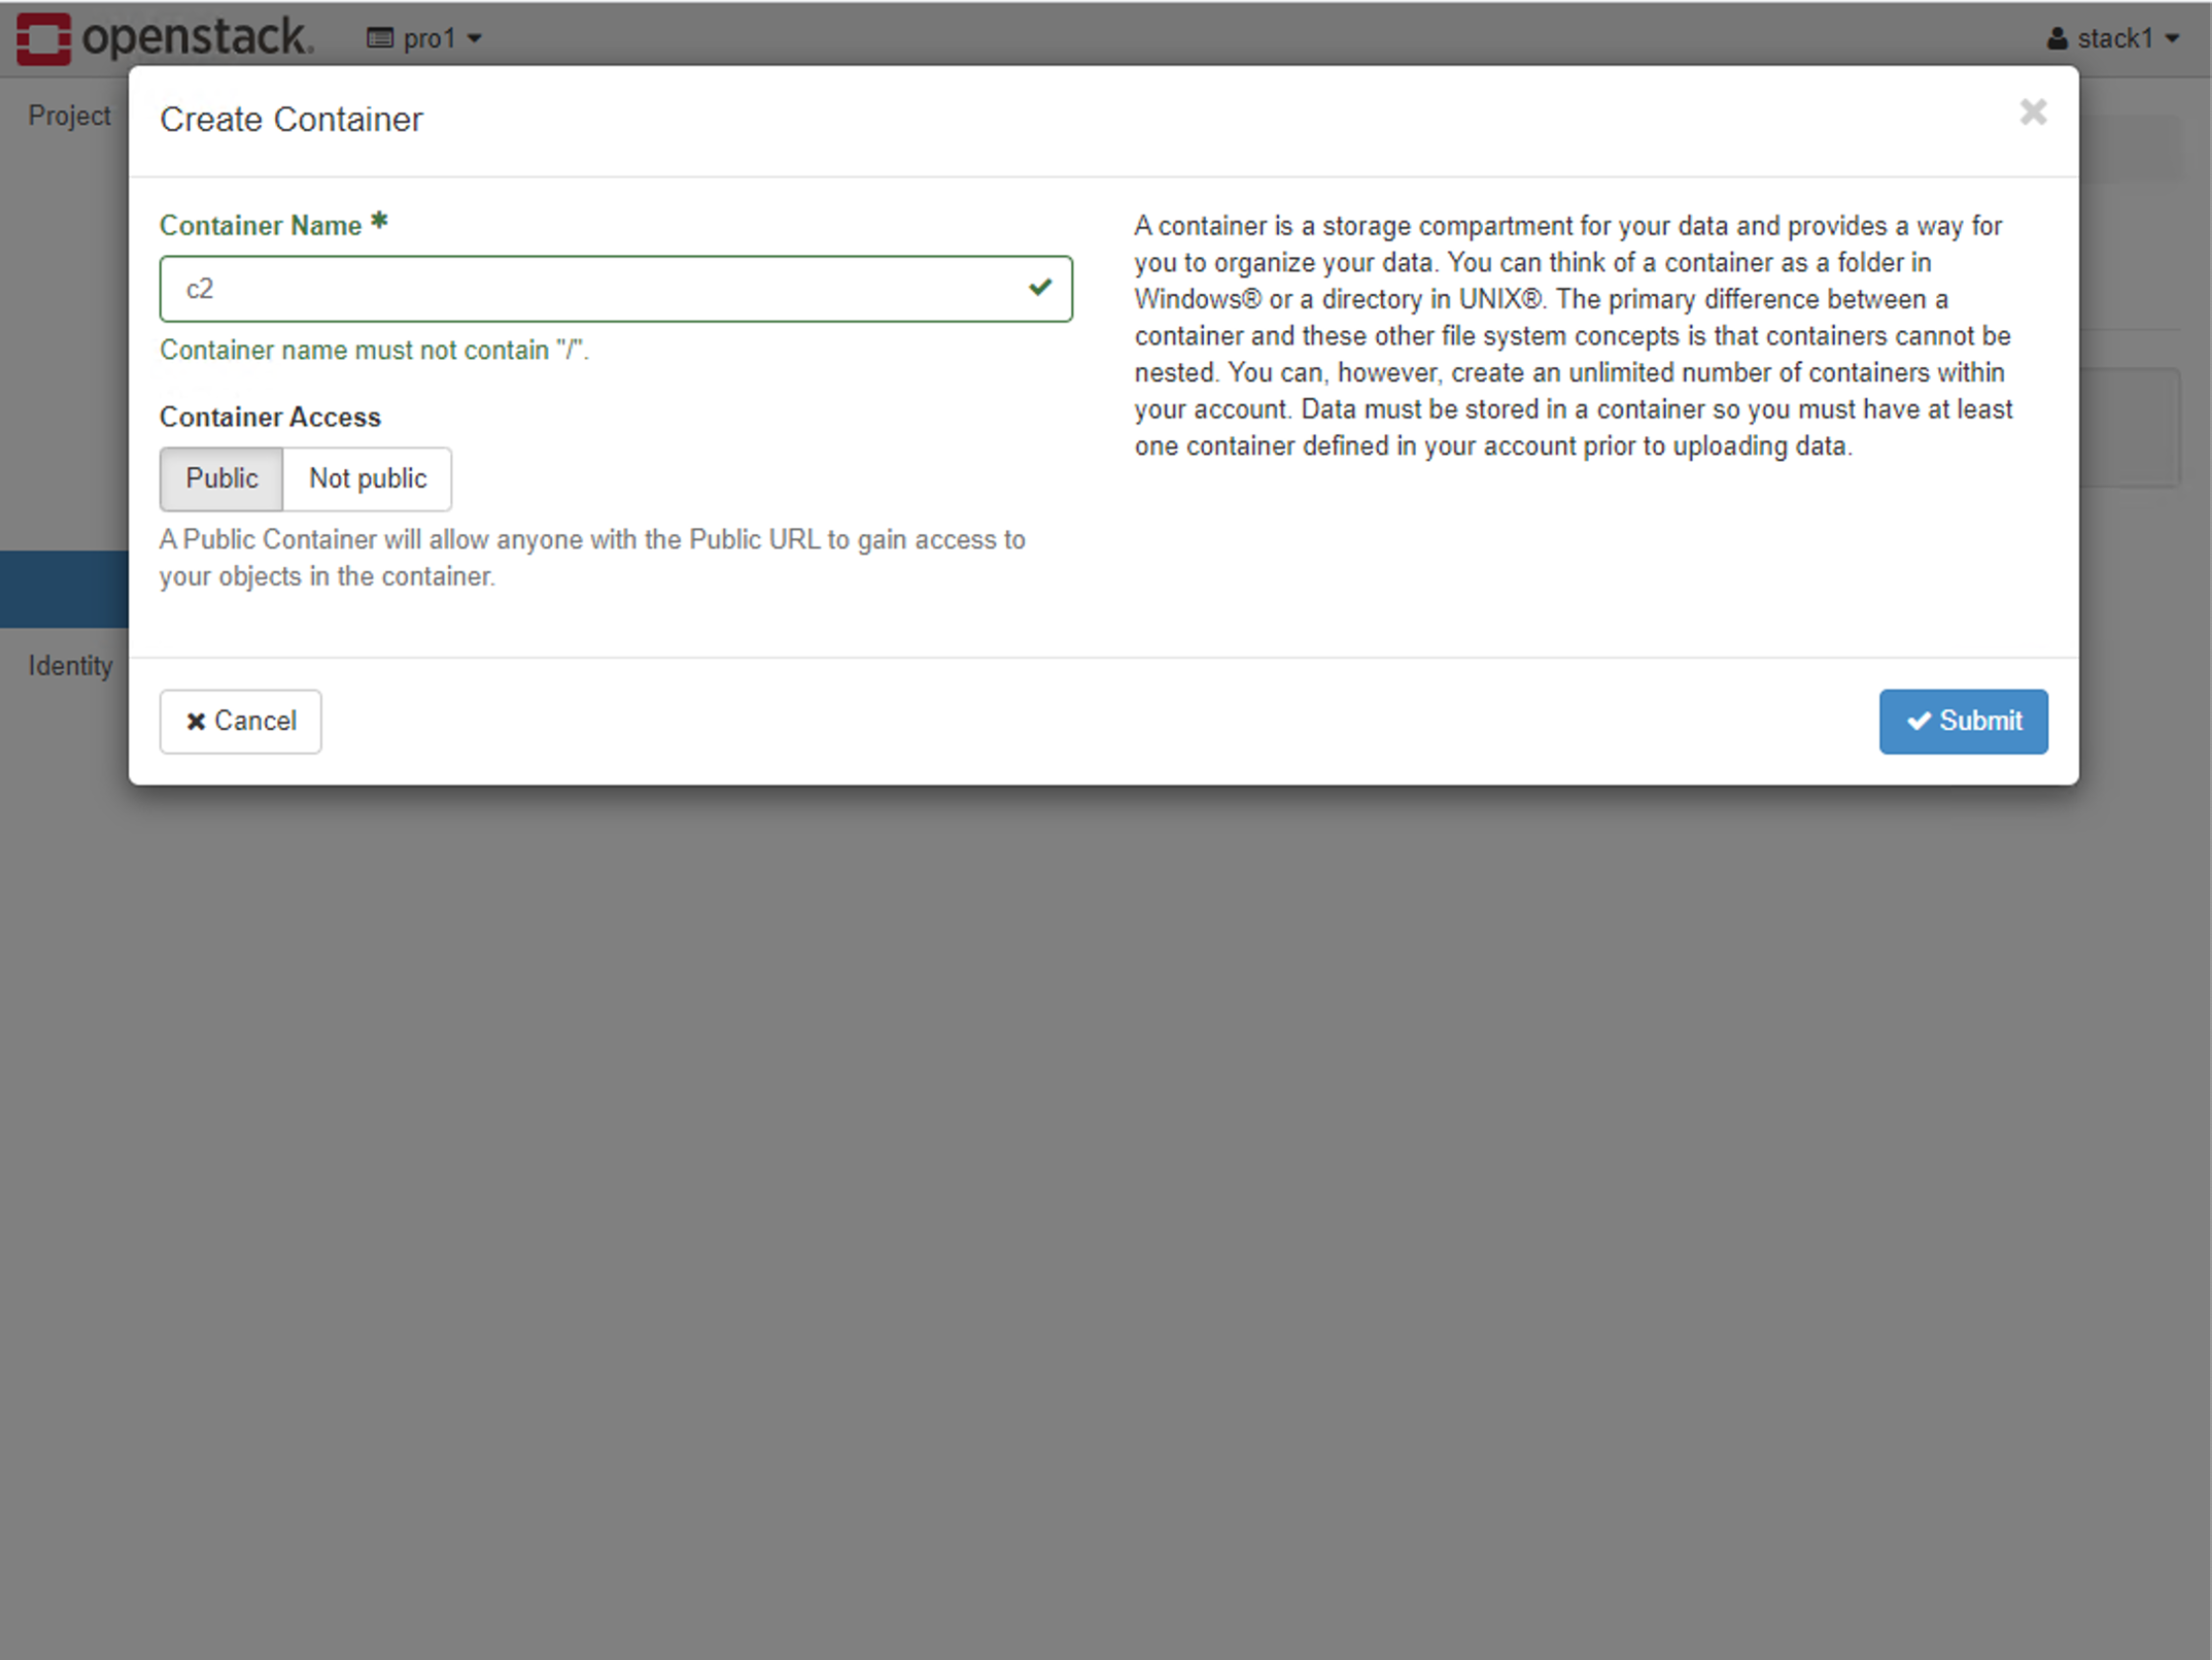 openstack. pro1 stack1
Project
Create Container
Container Name *
c2
Container name must not contain "/".
Container Access
Public Not public
A Public Container will allow anyone with the Public URL to gain access to
your objects in the container.
A container is a storage compartment for your data and provides a way for
you to organize your data. You can think of a container as a folder in
Windows® or a directory in UNIX®. The primary difference between a
container and these other file system concepts is that containers cannot be
nested. You can, however, create an unlimited number of containers within
your account. Data must be stored in a container so you must have at least
one container defined in your account prior to uploading data.
Identity
Cancel
Submit